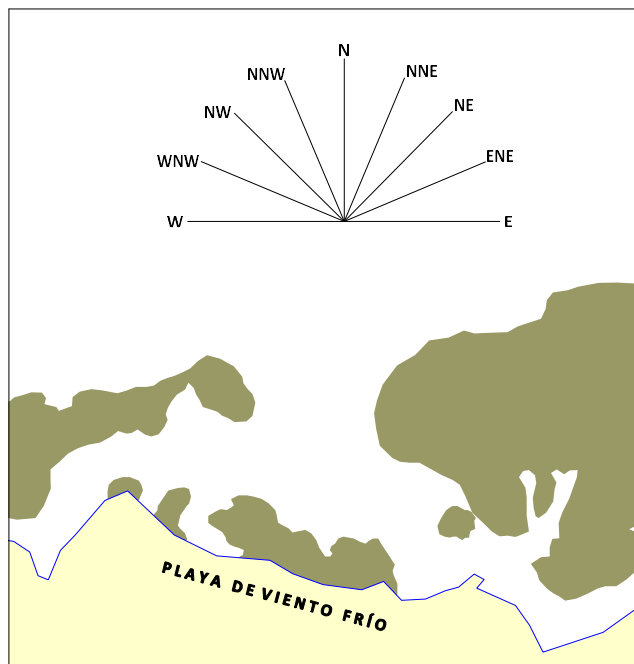 N
NNW NNE
NW NE
WNW ENE
W E
PLAYA DE VIENTO FRÍO